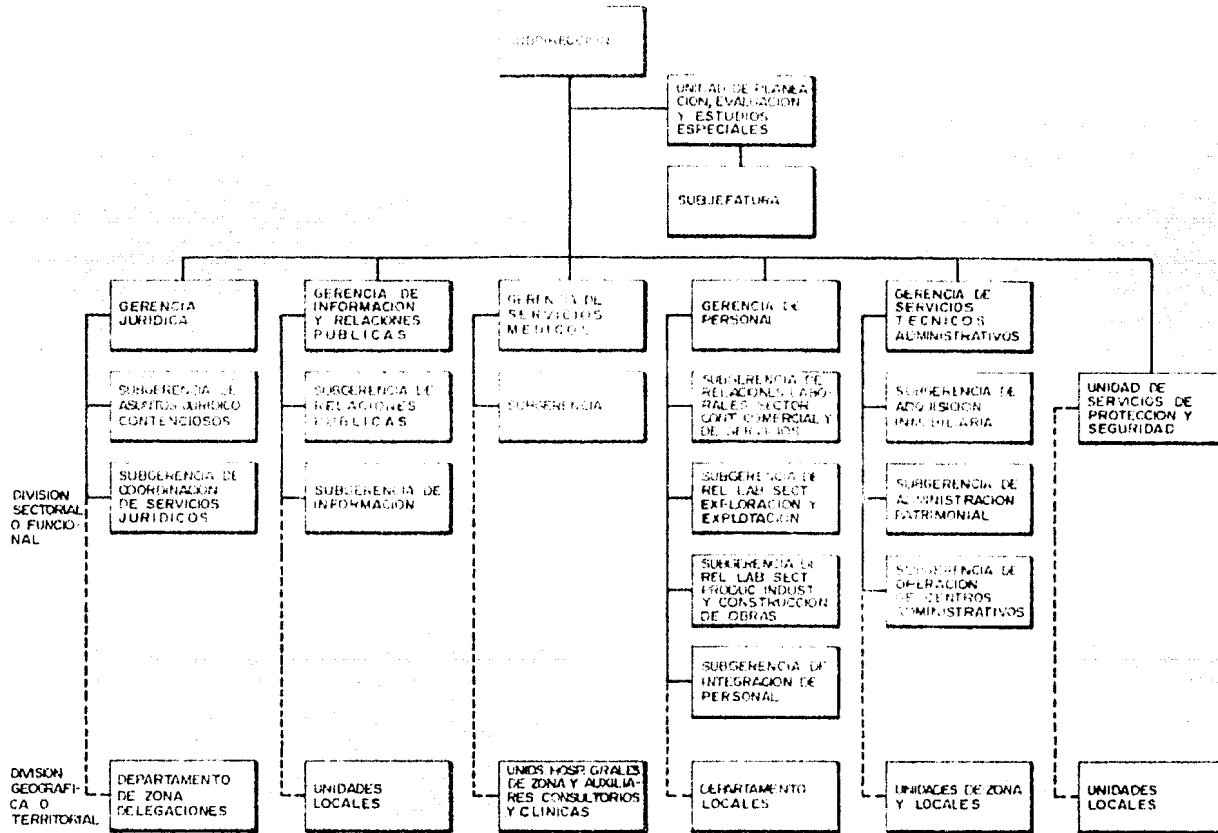 SUBDIRECCION
UNIDAD DE PLANEA
CION, EVALUACION
Y ESTUDIOS
ESPECIALES
SUBJEFATURA
GERENCIA
JURIDICA
GERENCIA DE
INFORMACION
Y RELACIONES
PUBLICAS
GERENCIA DE
SERVICIOS
MEDICOS
GERENCIA DE
PERSONAL
GERENCIA DE
SERVICIOS
TECNICOS
ADMINISTRATIVOS
UNIDAD DE
SERVICIOS DE
PROTECCION Y
SEGURIDAD
SUBGERENCIA DE
ASUNTOS JURIDICO
CONTENCIOSOS
SUBGERENCIA DE
RELACIONES
PUBLICAS
SUBGERENCIA
SUBGERENCIA DE
RELACIONES LABO-
RALES SECTOR
CONT COMERCIAL Y
DE SERVICIOS
SUBGERENCIA DE
ADQUISICION
INMOBILIARIA
DIVISION
SECTORIAL
O FUNCIO-
NAL
SUBGERENCIA DE
COORDINACION
DE SERVICIOS
JURIDICOS
SUBGERENCIA DE
INFORMACION
SUBGERENCIA DE
REL LAB SECT
EXPLORACION Y
EXPLOTACION
SUBGERENCIA DE
ADMINISTRACION
PATRIMONIAL
SUBGERENCIA DE
REL LAB SECT
PRODUC INDUST
Y CONSTRUCCION
DE OBRAS
SUBGERENCIA DE
OPERACION
DE CENTROS
ADMINISTRATIVOS
SUBGERENCIA DE
INTEGRACION DE
PERSONAL
DIVISION
GEOGRAFI-
CA O
TERRITORIAL
DEPARTAMENTO
DE ZONA
DELEGACIONES
UNIDADES
LOCALES
UNIDS HOSP. GRALES
DE ZONA Y AUXILIA-
RES CONSULTORIOS
Y CLINICAS
DEPARTAMENTO
LOCALES
UNIDADES DE ZONA
Y LOCALES
UNIDADES
LOCALES